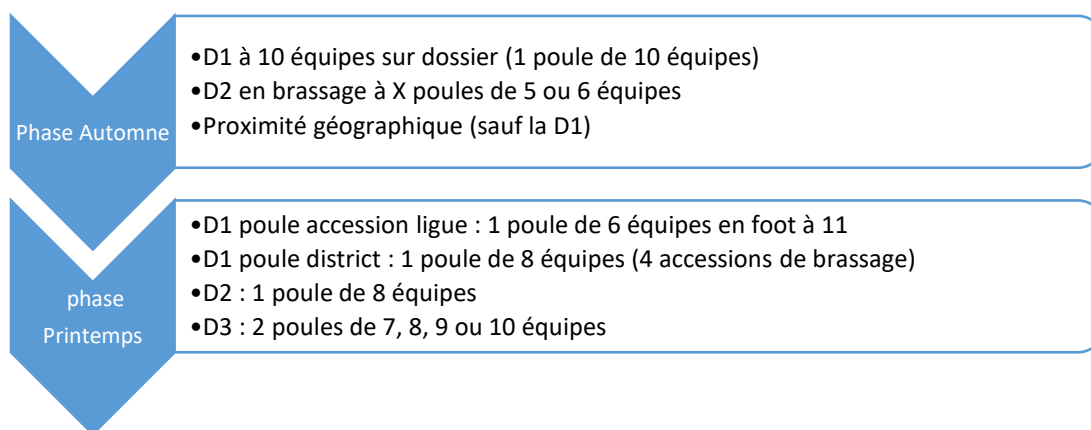 Phase Automne
•D1 à 10 équipes sur dossier (1 poule de 10 équipes)
•D2 en brassage à X poules de 5 ou 6 équipes
•Proximité géographique (sauf la D1)
phase
Printemps
•D1 poule accession ligue : 1 poule de 6 équipes en foot à 11
•D1 poule district : 1 poule de 8 équipes (4 accessions de brassage)
•D2 : 1 poule de 8 équipes
•D3 : 2 poules de 7, 8, 9 ou 10 équipes